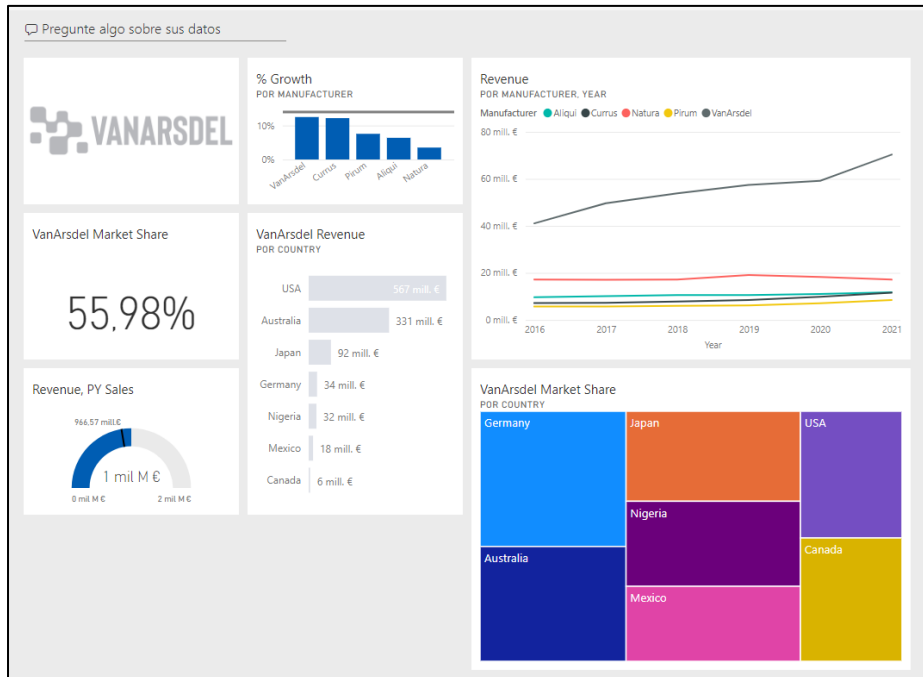 Pregunte algo sobre sus datos
VANARSDEL
% Growth
POR MANUFACTURER
10%
0%
VanArsdel
Currus
Pirum
Aliqui
Natura
Revenue
POR MANUFACTURER, YEAR
Manufacturer Aliqui Currus Natura Pirum VanArsdel
80 mill. €
60 mill. €
40 mill. €
20 mill. €
0 mill. €
2016 2017 2018 2019 2020 2021
Year
VanArsdel Market Share
55,98%
VanArsdel Revenue
POR COUNTRY
USA 567 mill. €
Australia 331 mill. €
Japan 92 mill. €
Germany 34 mill. €
Nigeria 32 mill. €
Mexico 18 mill. €
Canada 6 mill. €
Revenue, PY Sales
966,57 mill.€
1 mil M €
0 mil M € 2 mil M €
VanArsdel Market Share
POR COUNTRY
Germany
Japan
USA
Nigeria
Australia
Canada
Mexico